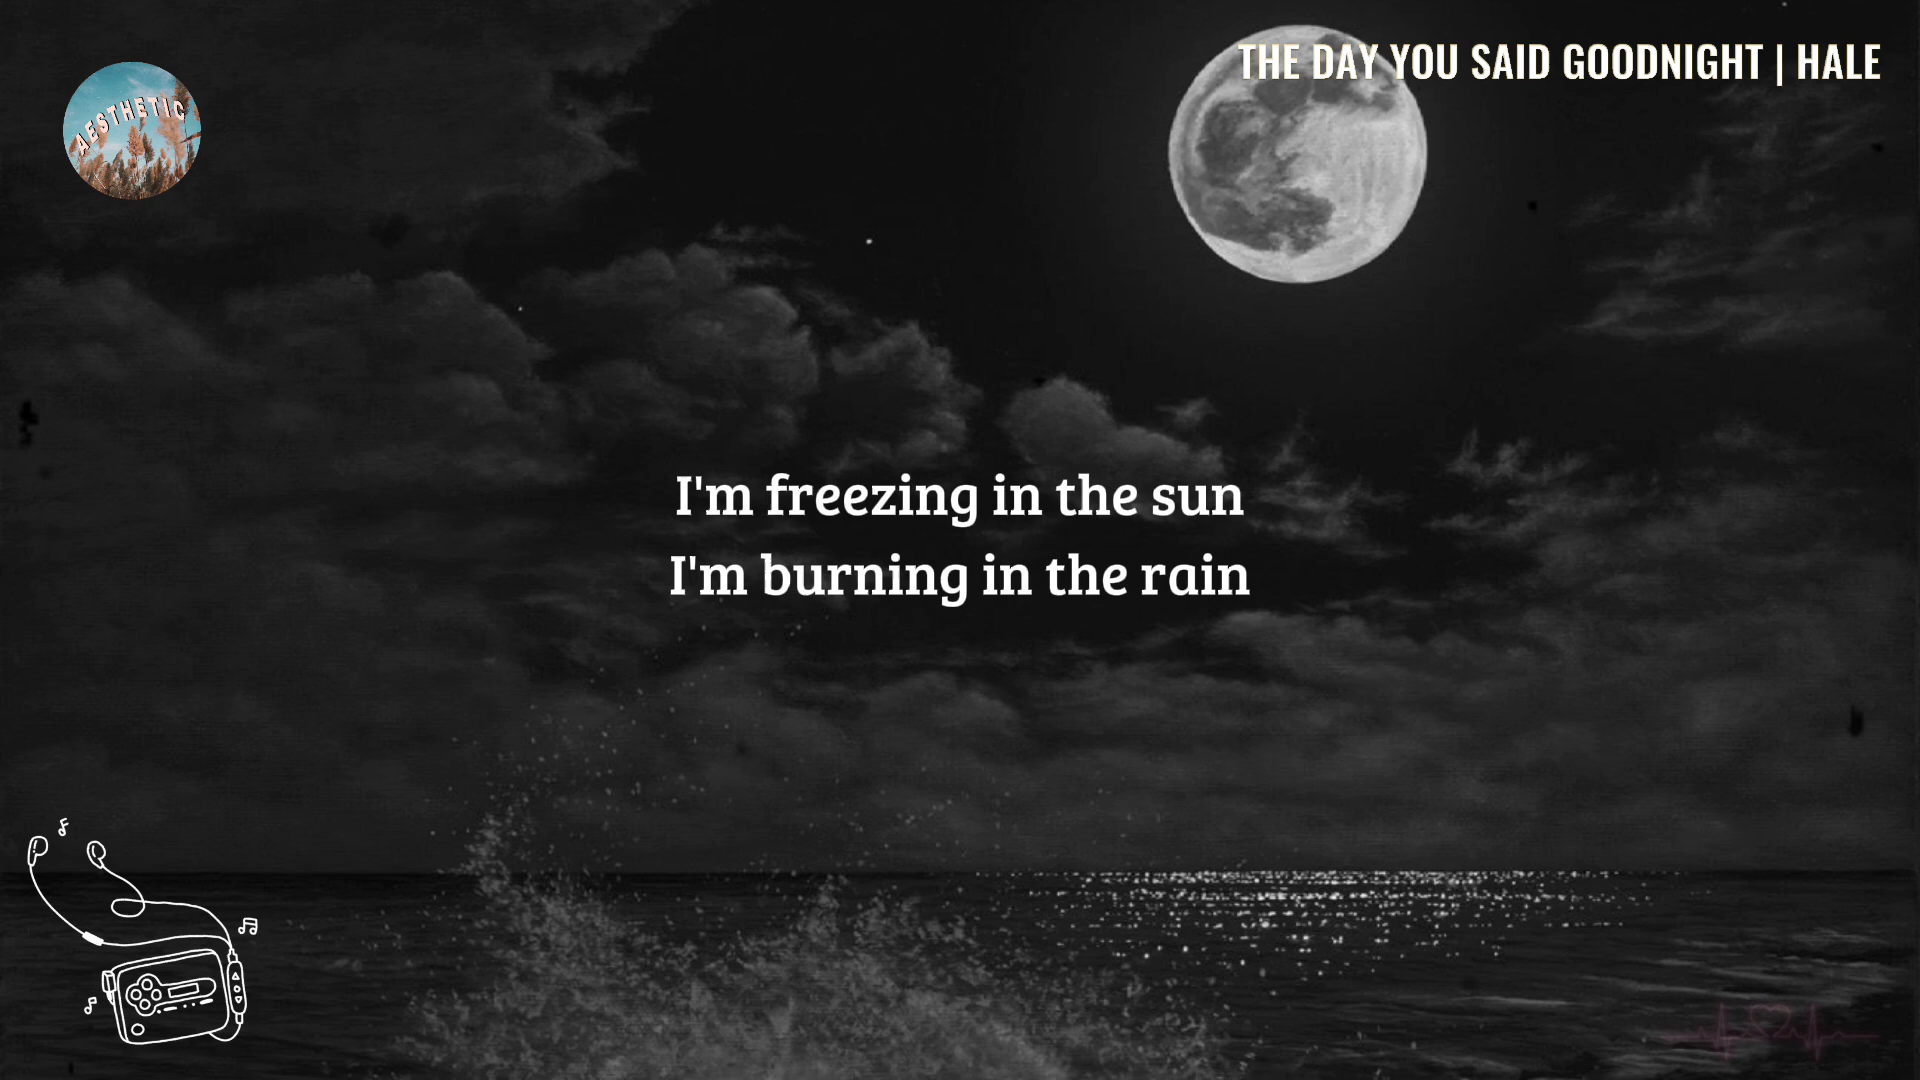 THE DAY YOU SAID GOODNIGHT | HALE
AESTHETIC
I'm freezing in the sun
I'm burning in the rain